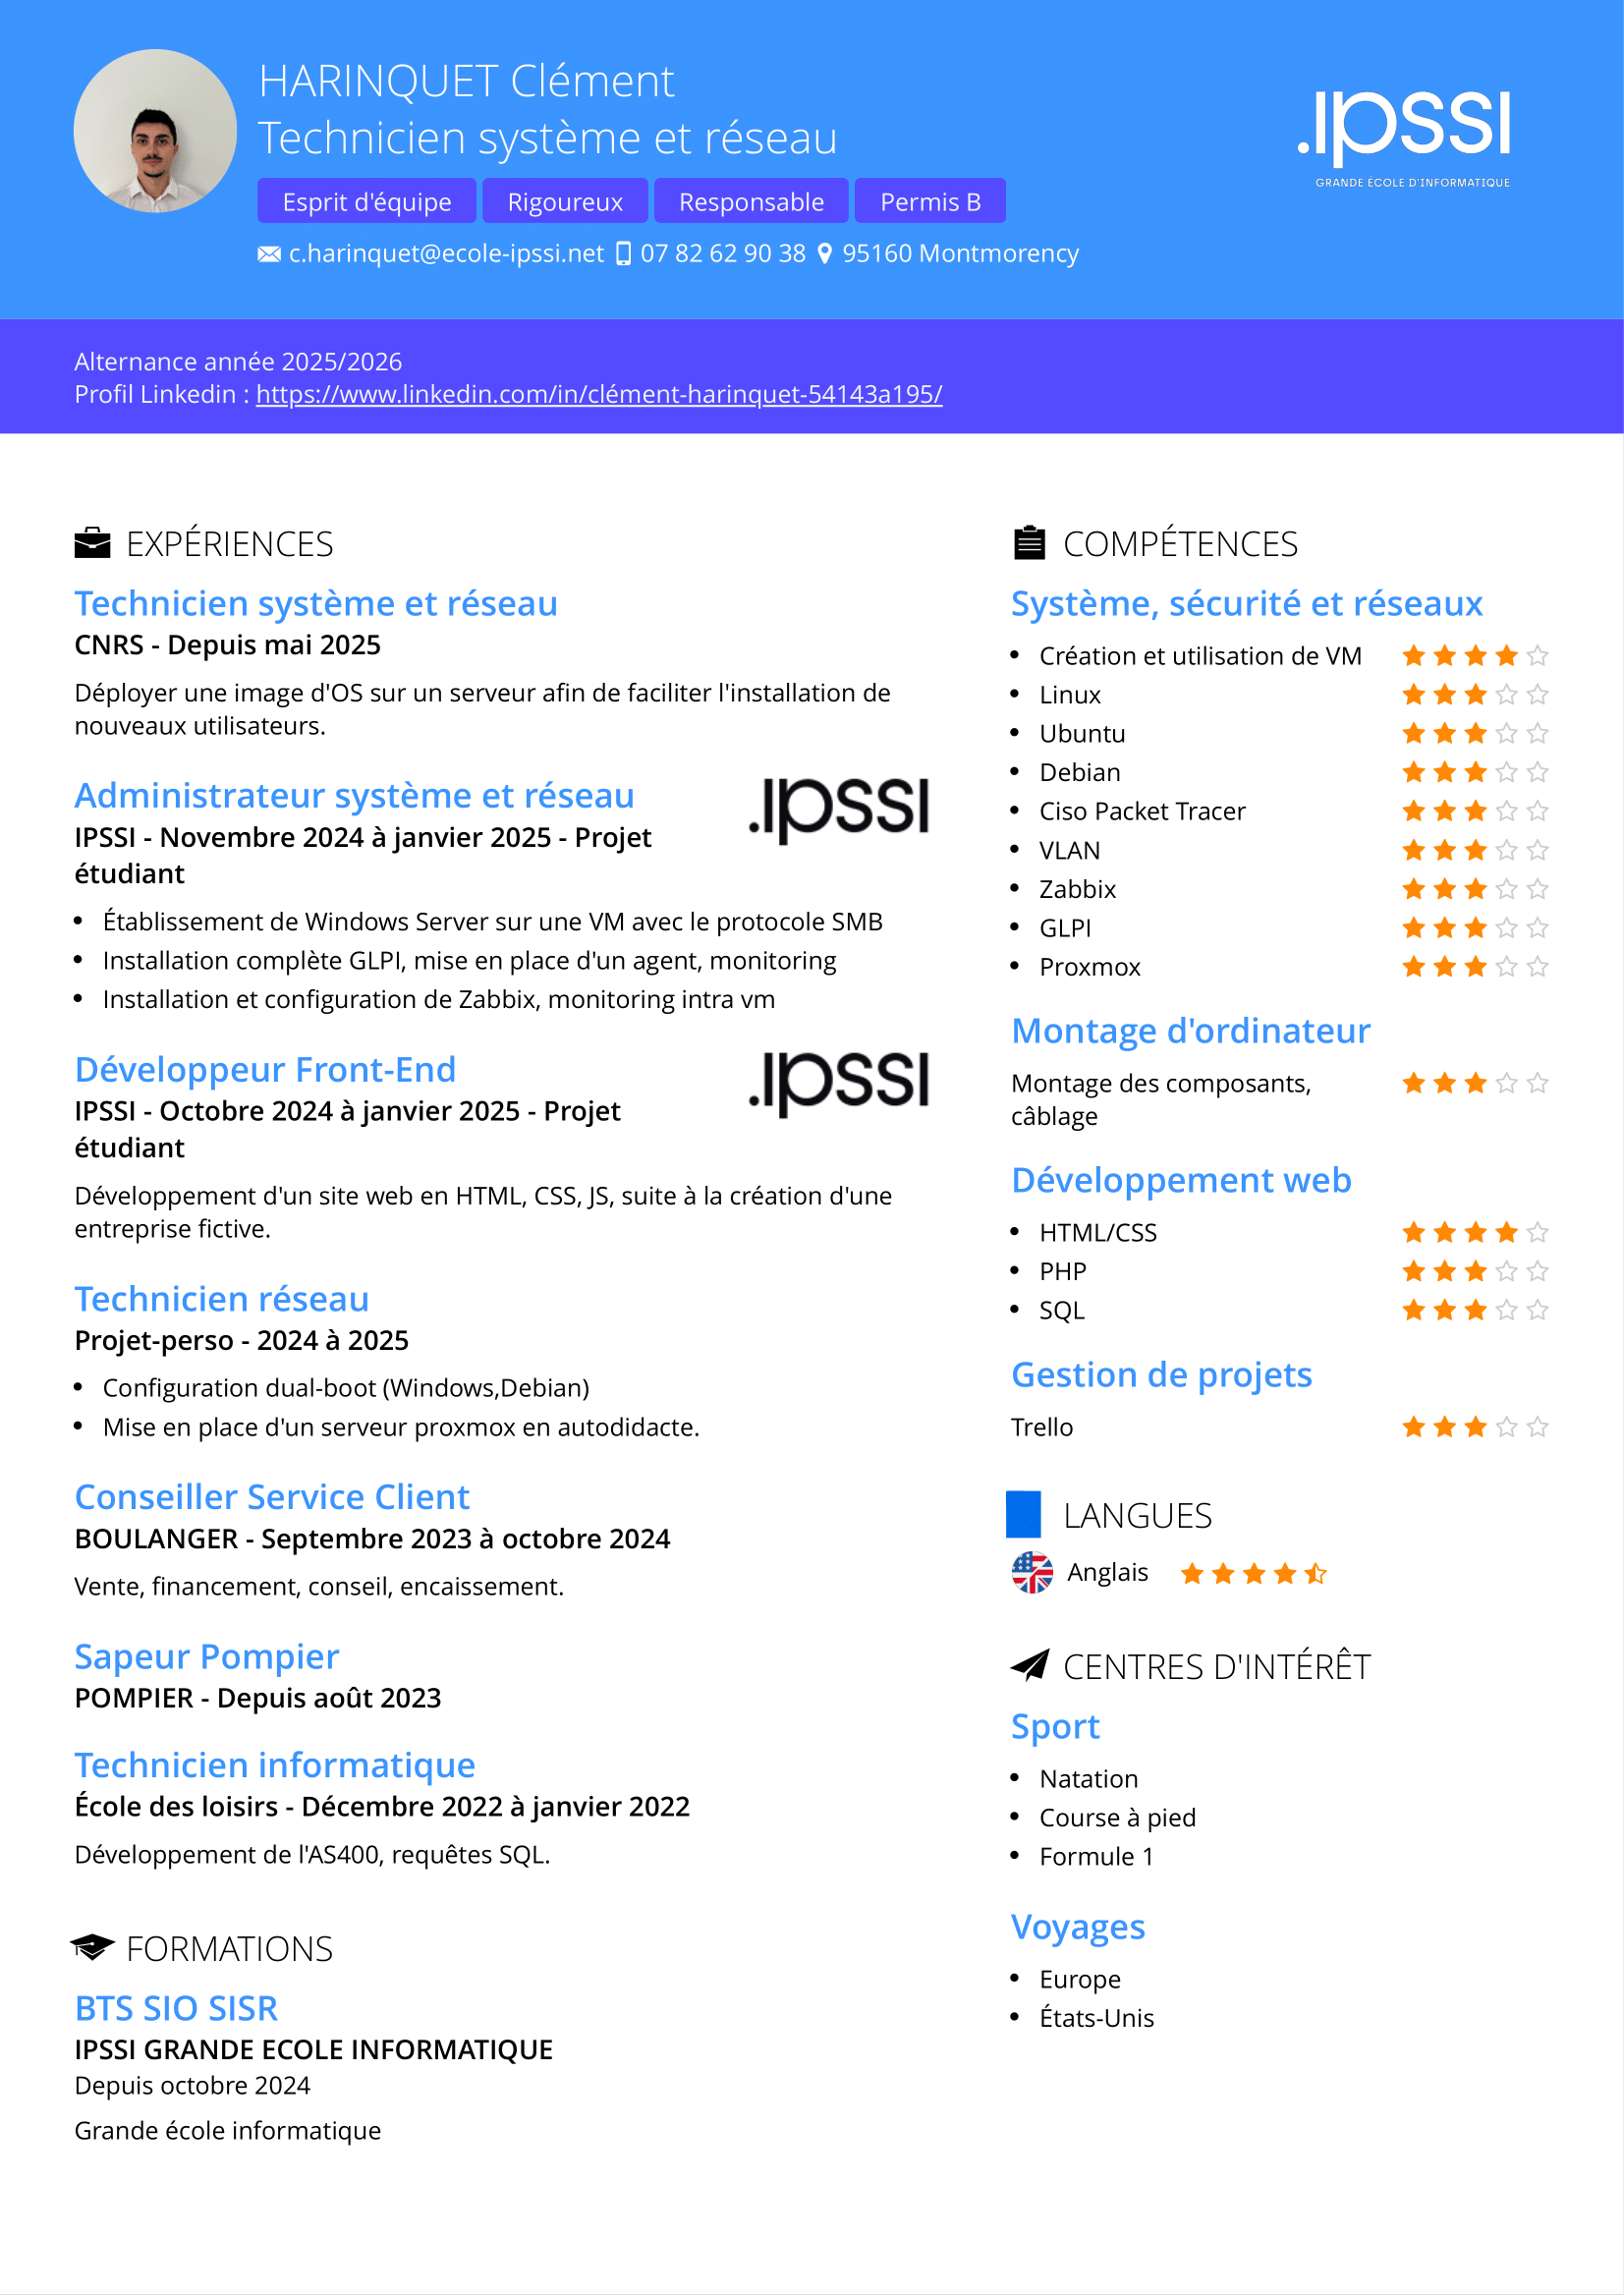 HARINQUET Clément
Technicien système et réseau
Esprit d'équipe Rigoureux Responsable Permis B
c.harinquet@ecole-ipssi.net 07 82 62 90 38 95160 Montmorency
.IPSSI
GRANDE ÉCOLE D'INFORMATIQUE
Alternance année 2025/2026
Profil Linkedin : https://www.linkedin.com/in/clément-harinquet-54143a195/
EXPÉRIENCES
Technicien système et réseau
CNRS - Depuis mai 2025
Déployer une image d'OS sur un serveur afin de faciliter l'installation de
nouveaux utilisateurs.
Administrateur système et réseau
.IPSSI
IPSSI - Novembre 2024 à janvier 2025 - Projet
étudiant
• Établissement de Windows Server sur une VM avec le protocole SMB
• Installation complète GLPI, mise en place d'un agent, monitoring
• Installation et configuration de Zabbix, monitoring intra vm
Développeur Front-End
.IPSSI
IPSSI - Octobre 2024 à janvier 2025 - Projet
étudiant
Développement d'un site web en HTML, CSS, JS, suite à la création d'une
entreprise fictive.
Technicien réseau
Projet-perso - 2024 à 2025
• Configuration dual-boot (Windows,Debian)
• Mise en place d'un serveur proxmox en autodidacte.
Conseiller Service Client
BOULANGER - Septembre 2023 à octobre 2024
Vente, financement, conseil, encaissement.
Sapeur Pompier
POMPIER - Depuis août 2023
Technicien informatique
École des loisirs - Décembre 2022 à janvier 2022
Développement de l'AS400, requêtes SQL.
FORMATIONS
BTS SIO SISR
IPSSI GRANDE ECOLE INFORMATIQUE
Depuis octobre 2024
Grande école informatique
COMPÉTENCES
Système, sécurité et réseaux
• Création et utilisation de VM
• Linux
• Ubuntu
• Debian
• Ciso Packet Tracer
• VLAN
• Zabbix
• GLPI
• Proxmox
Montage d'ordinateur
Montage des composants,
câblage
Développement web
• HTML/CSS
• PHP
• SQL
Gestion de projets
Trello
LANGUES
Anglais
CENTRES D'INTÉRÊT
Sport
• Natation
• Course à pied
• Formule 1
Voyages
• Europe
• États-Unis